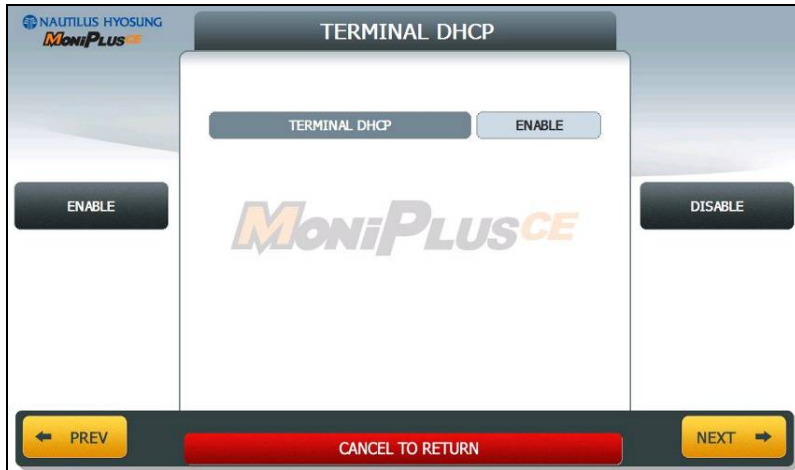 NAUTILUS HYOSUNG
MoniPlusCE
TERMINAL DHCP
TERMINAL DHCP ENABLE
ENABLE
DISABLE
MoniPlusCE
PREV
CANCEL TO RETURN
NEXT